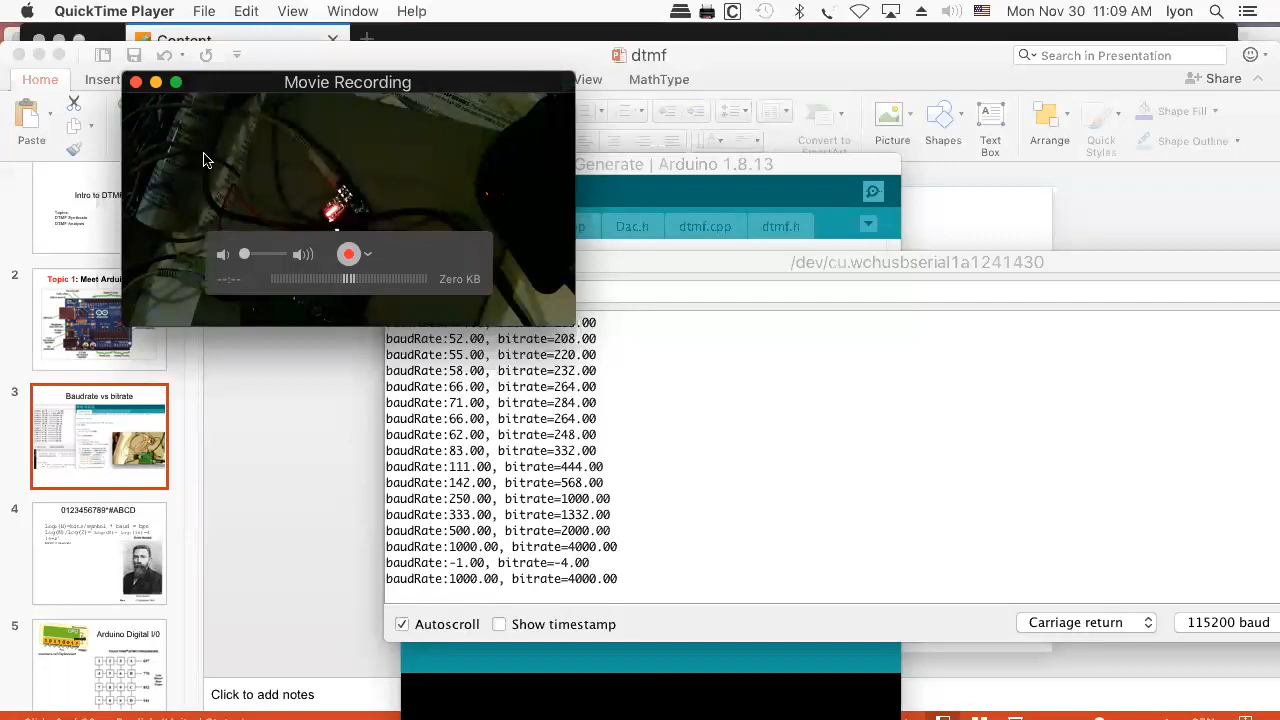 QuickTime Player File Edit View Window Help Mon Nov 30 11:09 AM lyon
Content
dtmf
Search in Presentation
Home Insert View MathType Share
Movie Recording
Paste
Convert to
Picture Shapes Text Box Arrange Quick Styles
Shape Fill
Shape Outline
Generate | Arduino 1.8.13
Dac.h dtmf.cpp dtmf.h
/dev/cu.wchusbserial1a1241430
--:-- Zero KB
baudRate:52.00, bitrate=208.00
baudRate:55.00, bitrate=220.00
baudRate:58.00, bitrate=232.00
baudRate:66.00, bitrate=264.00
baudRate:71.00, bitrate=284.00
baudRate:66.00, bitrate=264.00
baudRate:62.00, bitrate=248.00
baudRate:83.00, bitrate=332.00
baudRate:111.00, bitrate=444.00
baudRate:142.00, bitrate=568.00
baudRate:250.00, bitrate=1000.00
baudRate:333.00, bitrate=1332.00
baudRate:500.00, bitrate=2000.00
baudRate:1000.00, bitrate=4000.00
baudRate:-1.00, bitrate=-4.00
baudRate:1000.00, bitrate=4000.00
Autoscroll Show timestamp Carriage return 115200 baud
Intro to DTMF
Topics:
DTMF Synthesis
DTMF Analysis
2
Topic 1: Meet Ardui
3
Baudrate vs bitrate
4
0123456789*#ABCD
5
Arduino Digital I/0
Click to add notes